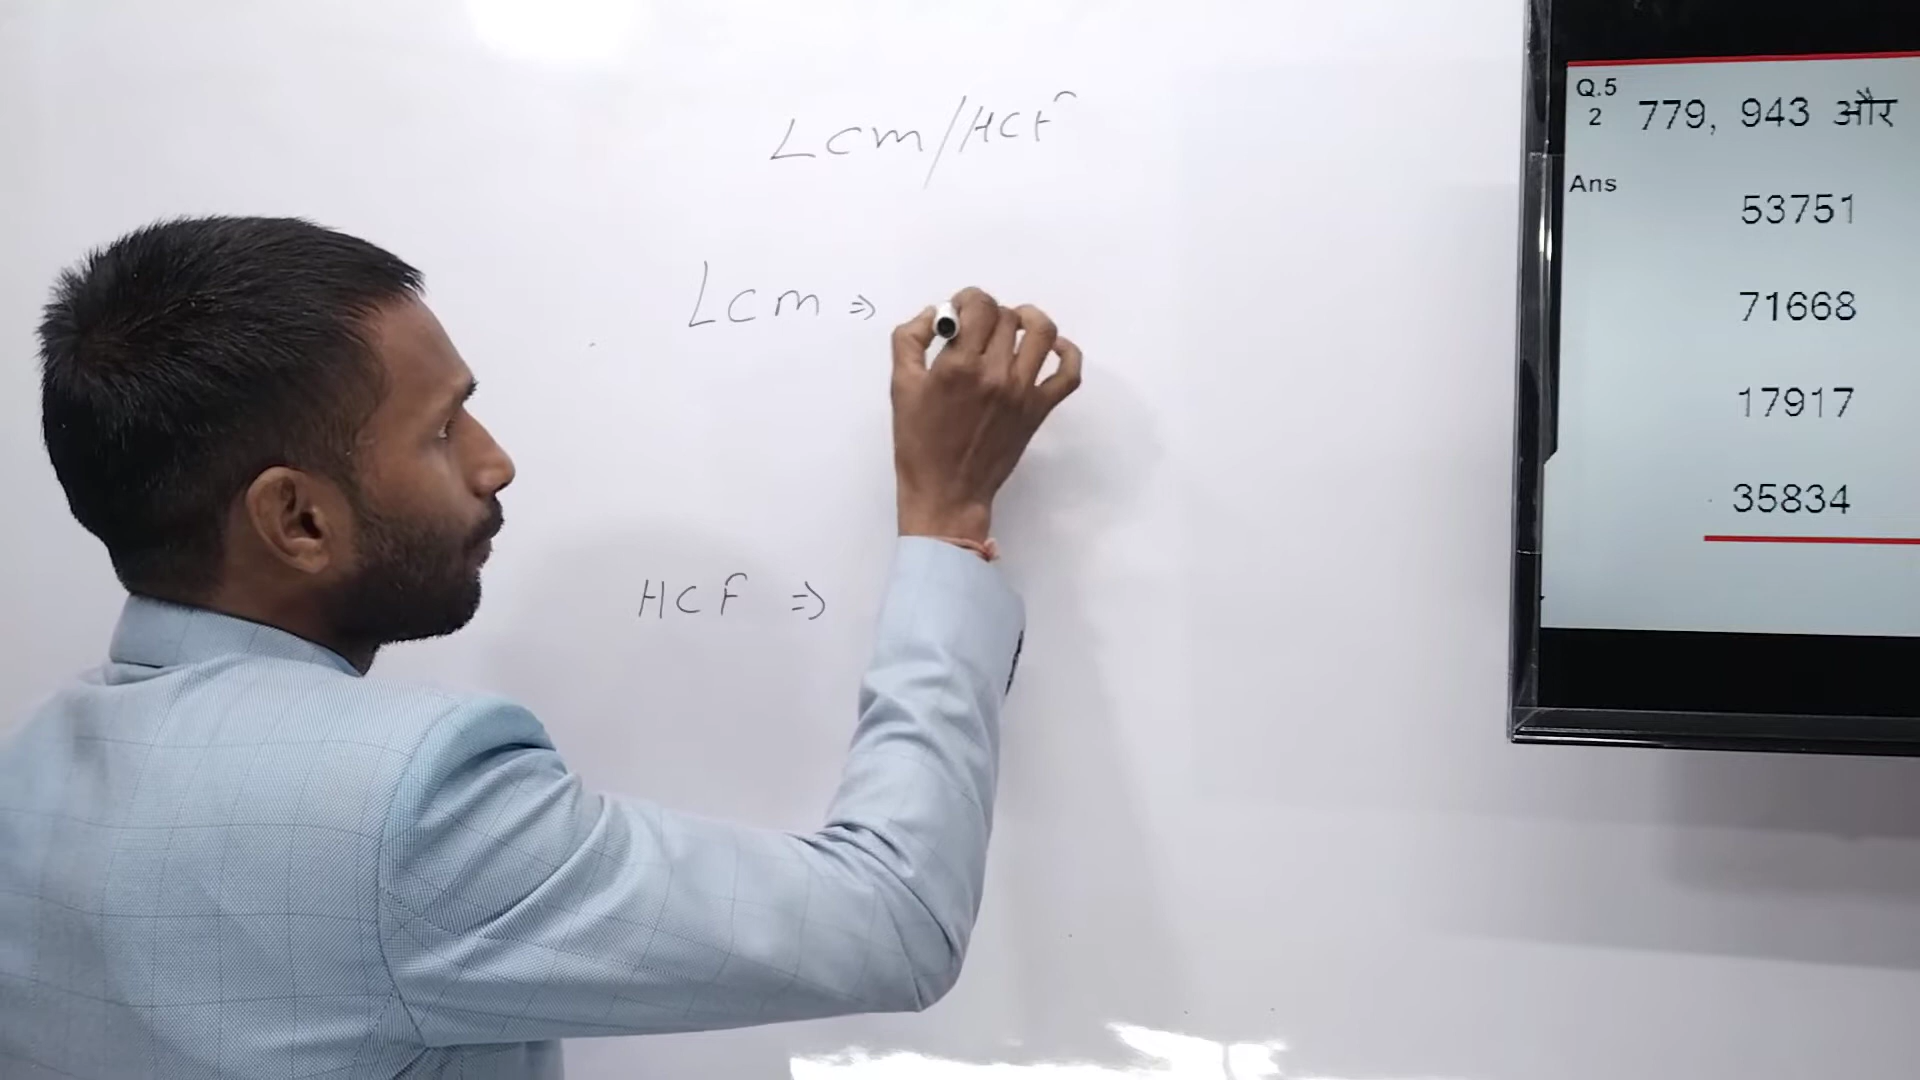 Lcm/HCF
Lcm ⇒
HCF ⇒
Q.5
2
779, 943 और
Ans
53751
71668
17917
35834